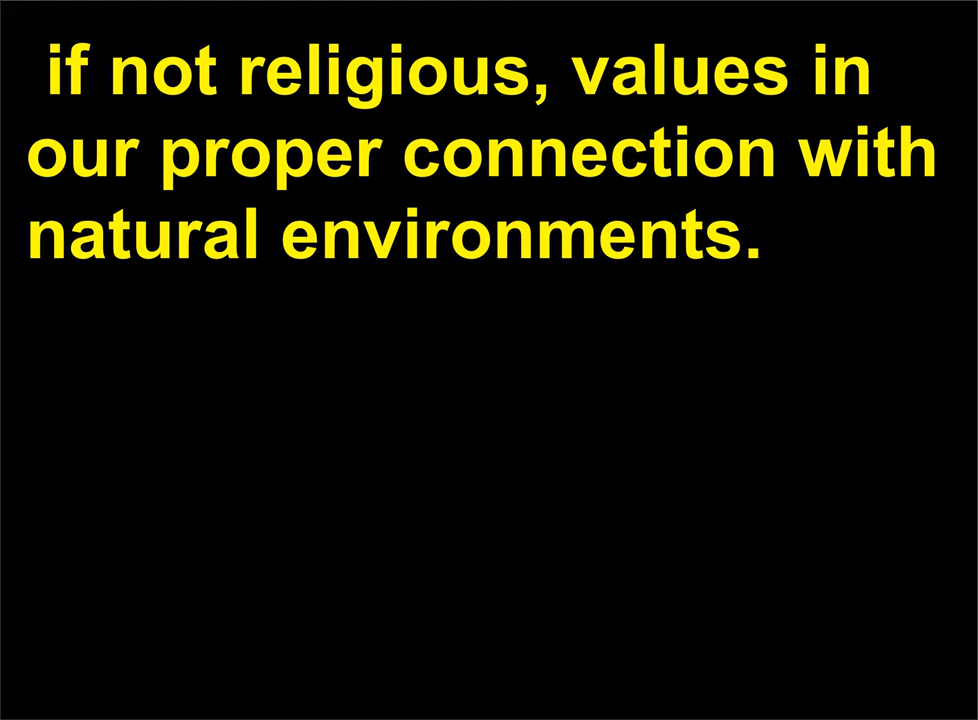 if not religious, values in
our proper connection with
natural environments.